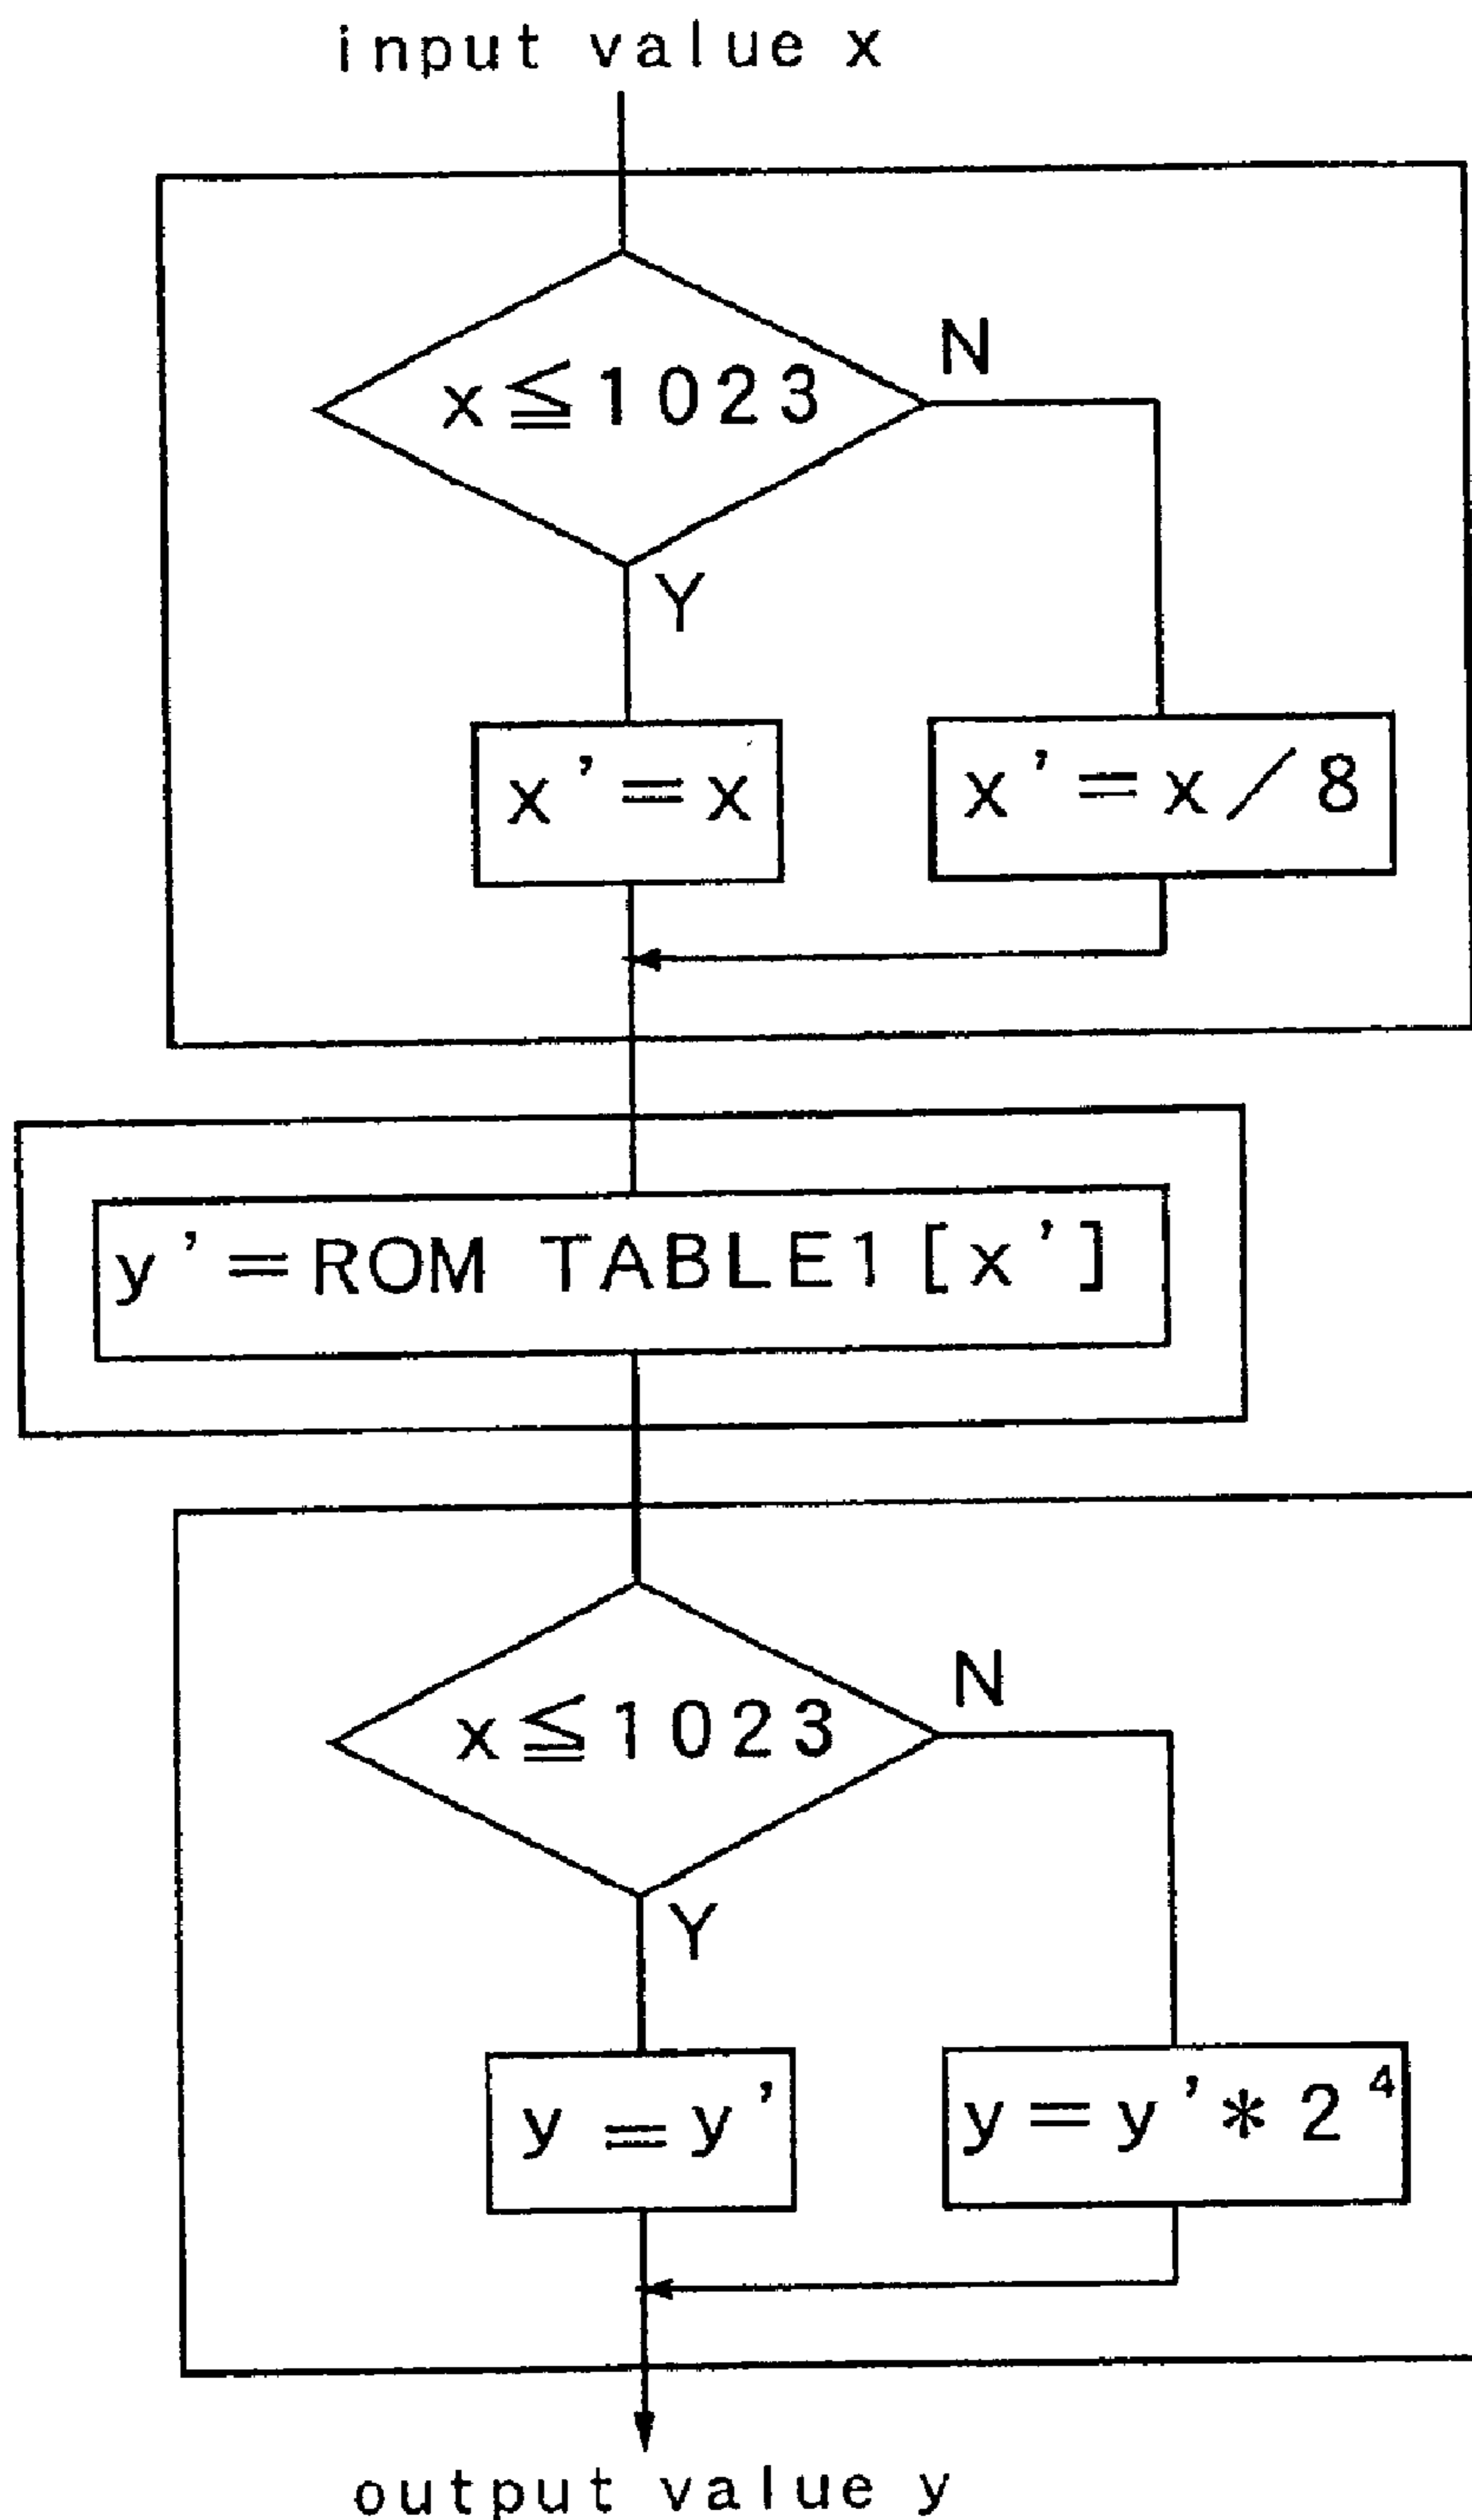 input value x
x≦1023
N
Y
x'=x
x'=x/8
y'=ROM TABLE1[x']
x≦1023
N
Y
y=y'
y=y'*2⁴
output value y